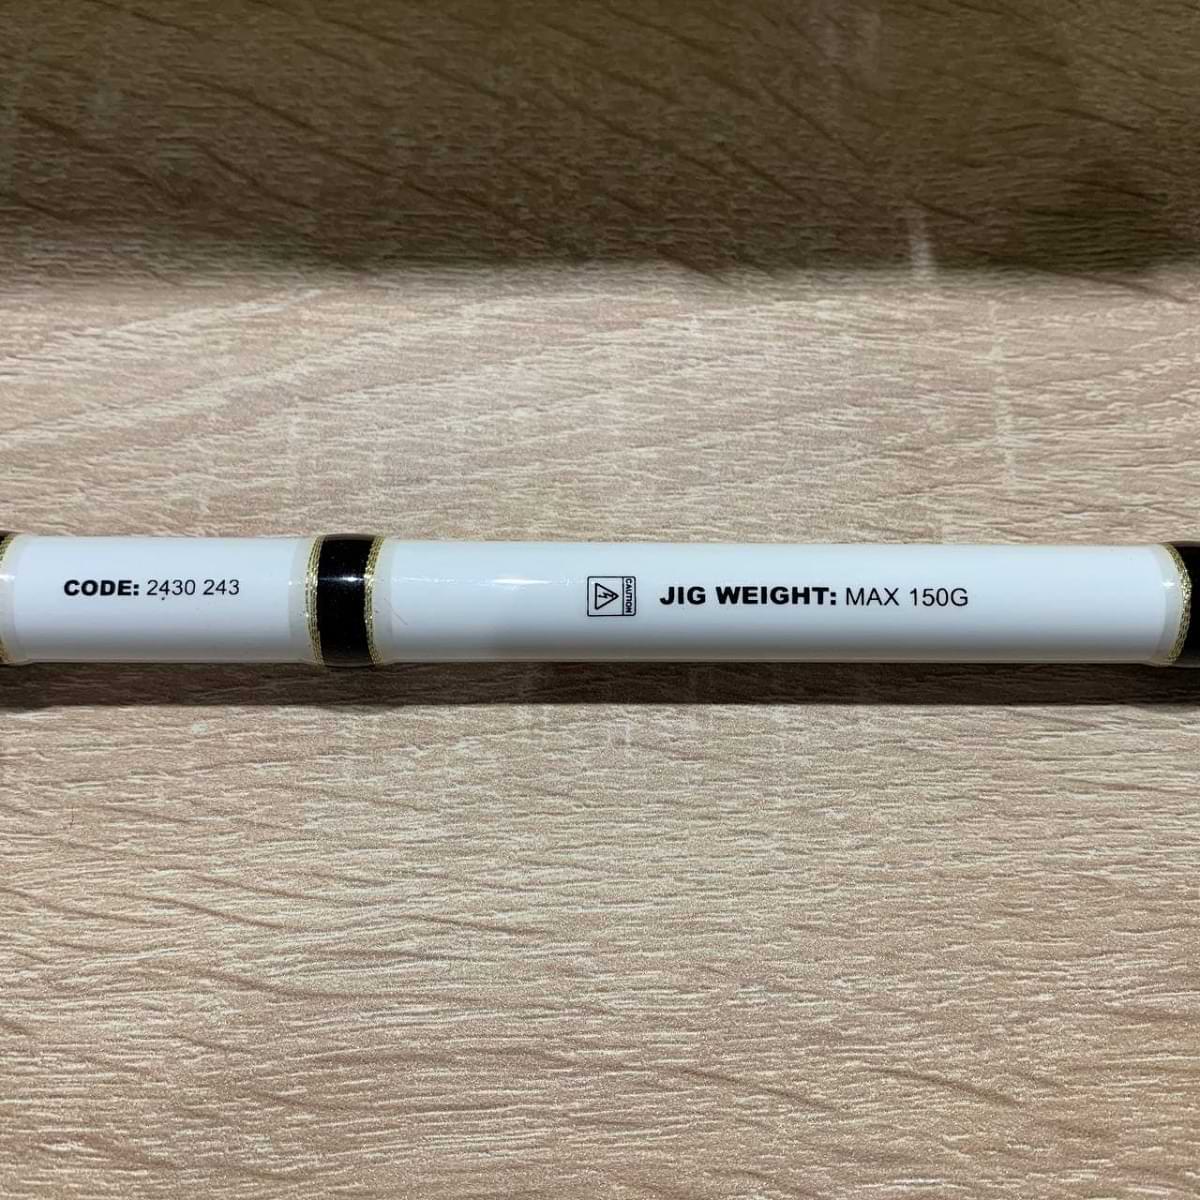 CODE: 2430 243
CAUTION
JIG WEIGHT: MAX 150G